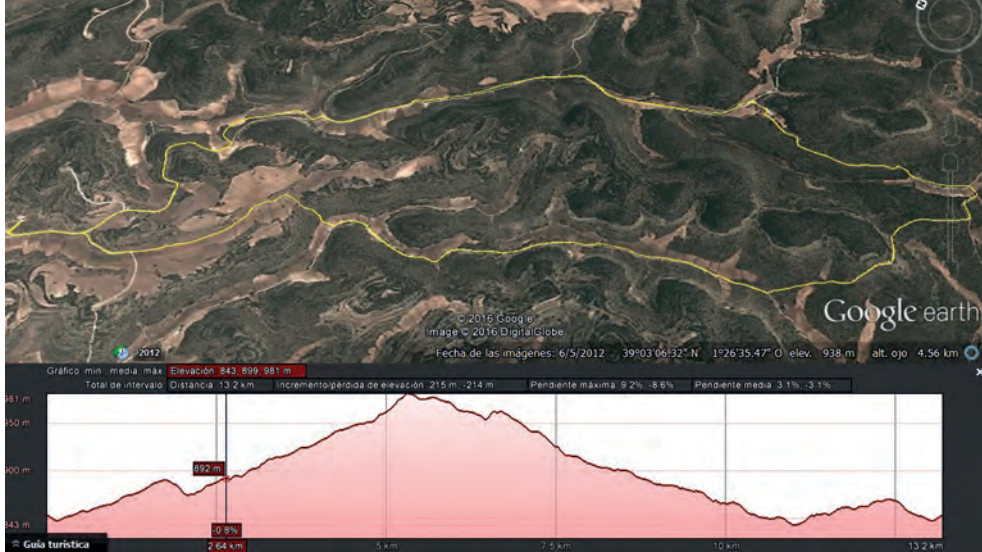 © 2016 Google
Image © 2016 DigitalGlobe
Google earth
2012
Fecha de las imágenes: 6/5/2012 39°03'06.32" N 1°26'35.47" O elev. 938 m alt. ojo 4.56 km
Gráfico: min., media, máx. Elevación: 843, 899, 981 m
Total de intervalo: Distancia: 13.2 km Incremento/pérdida de elevación: 215 m, -214 m Pendiente máxima: 9.2%, -8.6% Pendiente media: 3.1%, -3.1%
981 m
950 m
892 m
900 m
843 m
-0.8%
Guía turística
2.64 km 5 km 7.5 km 10 km 13.2 km